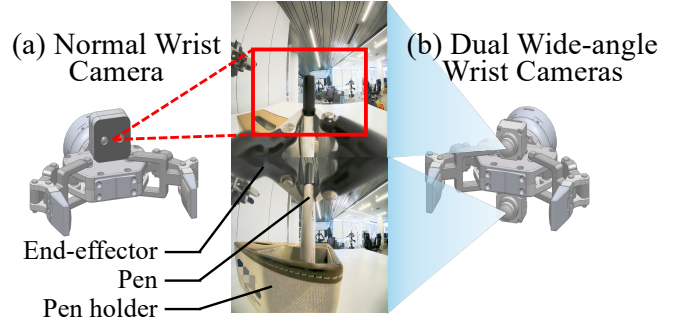 (a) Normal Wrist
Camera
(b) Dual Wide-angle
Wrist Cameras
End-effector
Pen
Pen holder